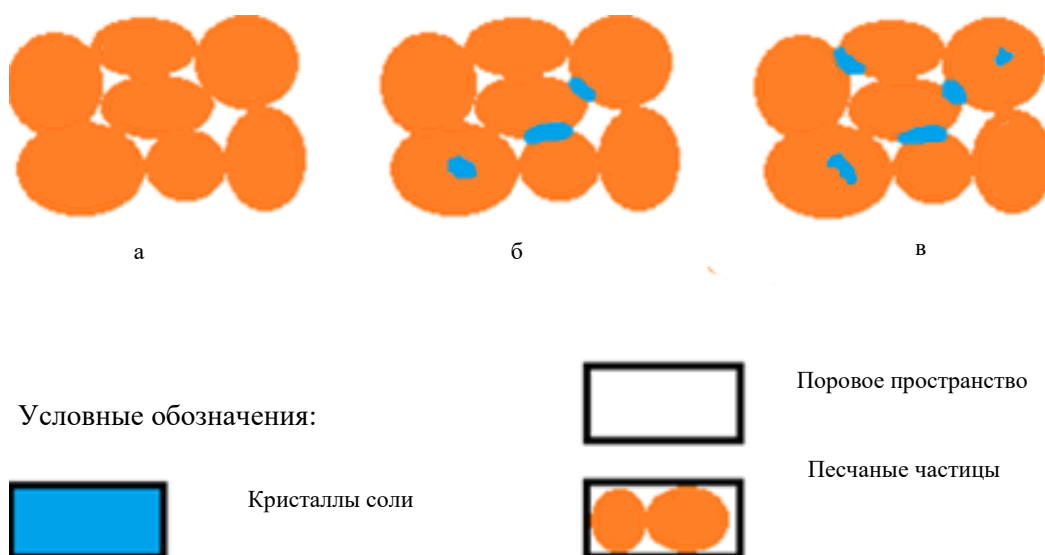 а
б
в
Условные обозначения:
Поровое пространство
Песчаные частицы
Кристаллы соли